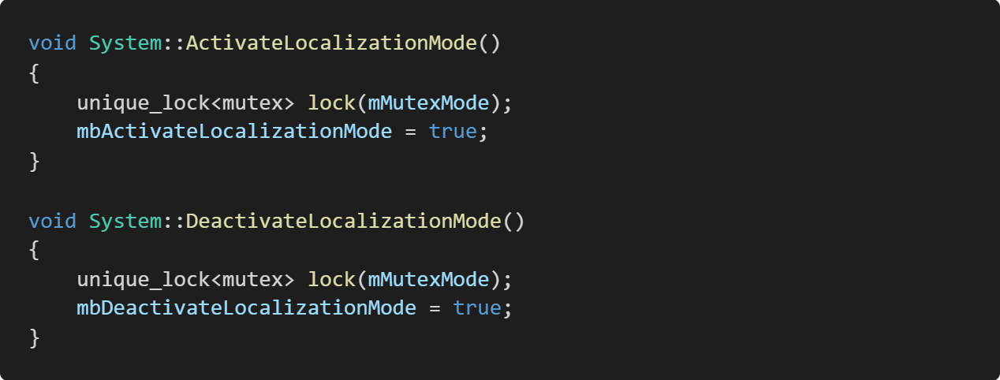 void System::ActivateLocalizationMode()
{
    unique_lock<mutex> lock(mMutexMode);
    mbActivateLocalizationMode = true;
}

void System::DeactivateLocalizationMode()
{
    unique_lock<mutex> lock(mMutexMode);
    mbDeactivateLocalizationMode = true;
}